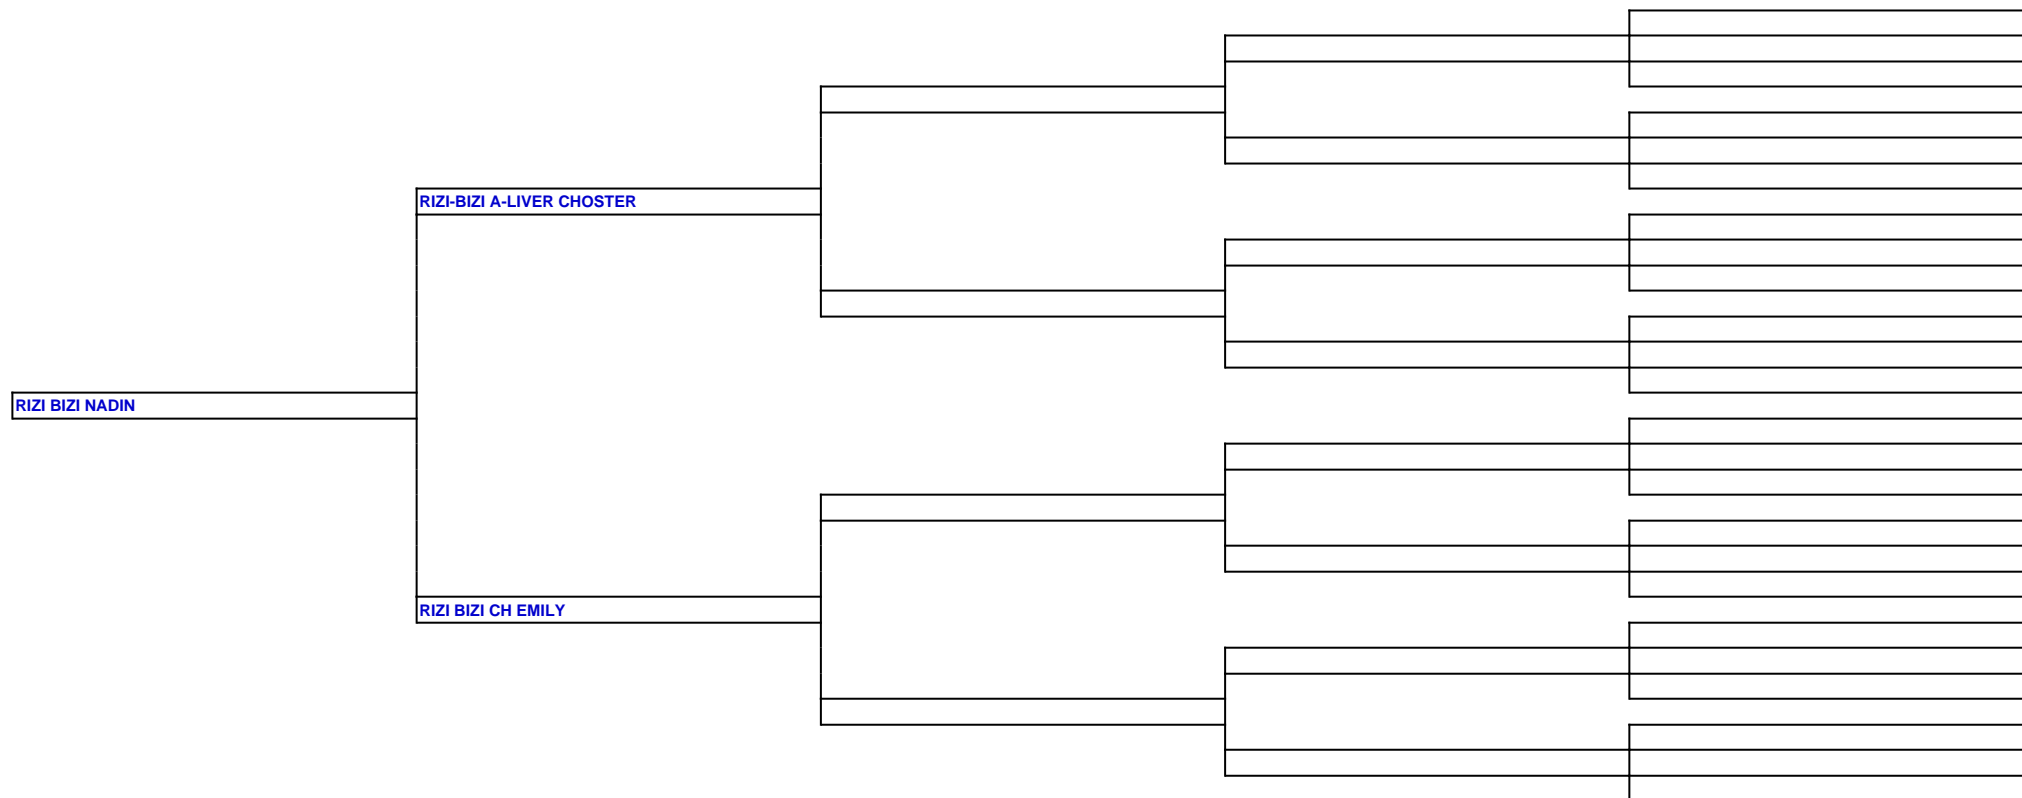 RIZI-BIZI A-LIVER CHOSTER
RIZI BIZI NADIN
RIZI BIZI CH EMILY